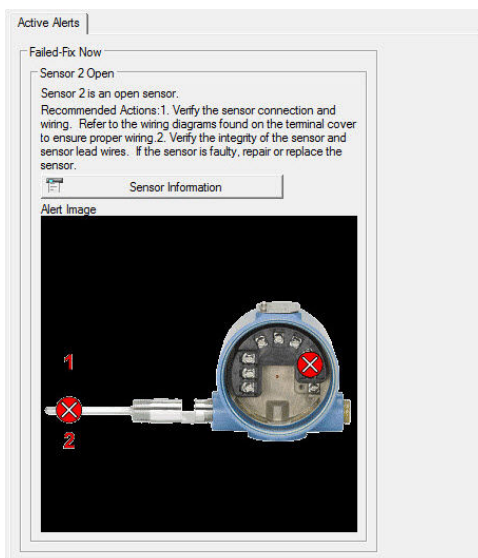 Active Alerts
Failed-Fix Now
Sensor 2 Open
Sensor 2 is an open sensor.
Recommended Actions:1. Verify the sensor connection and
wiring. Refer to the wiring diagrams found on the terminal cover
to ensure proper wiring.2. Verify the integrity of the sensor and
sensor lead wires. If the sensor is faulty, repair or replace the
sensor.
Sensor Information
Alert Image
1
2